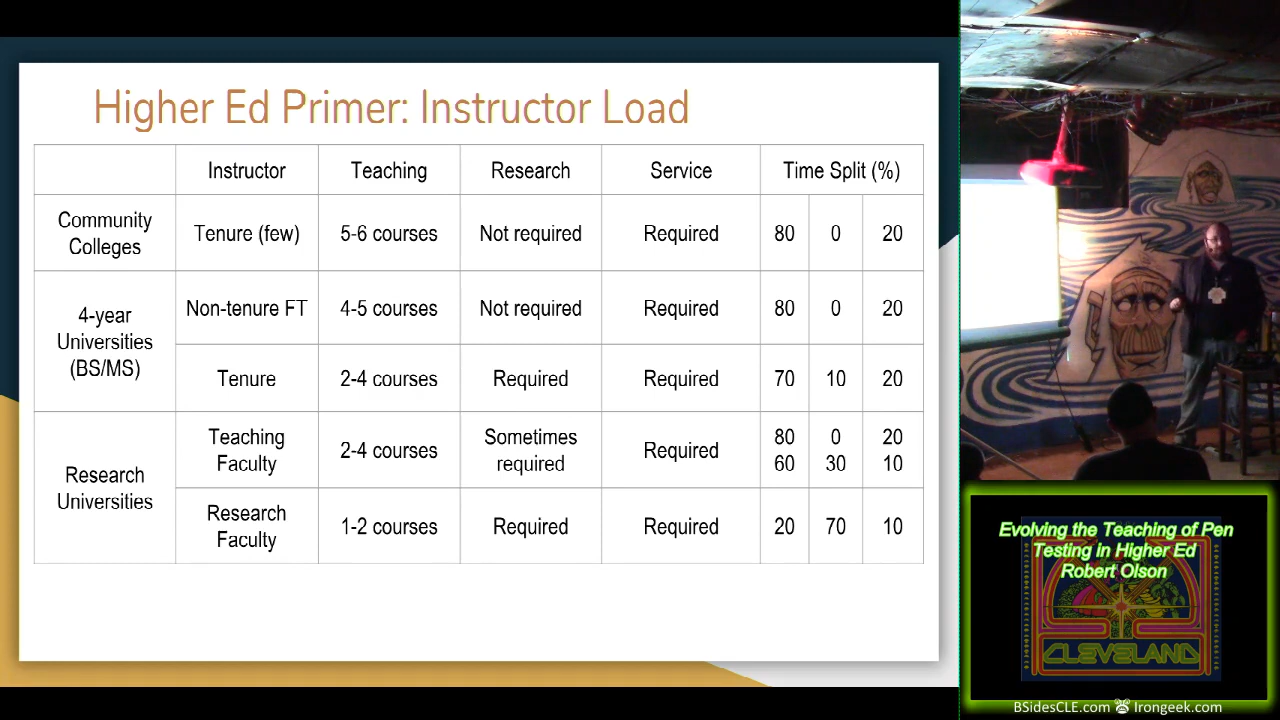 Higher Ed Primer: Instructor Load
Instructor Teaching Research Service Time Split (%)
Community
Colleges
Tenure (few) 5-6 courses Not required Required 80 0 20
4-year
Universities
(BS/MS)
Non-tenure FT 4-5 courses Not required Required 80 0 20
Tenure 2-4 courses Required Required 70 10 20
Research
Universities
Teaching
Faculty
2-4 courses
Sometimes
required
Required
80 0 20
60 30 10
Research
Faculty
1-2 courses Required Required 20 70 10
Evolving the Teaching of Pen
Testing in Higher Ed
Robert Olson
CLEVELAND
BSidesCLE.com Irongeek.com